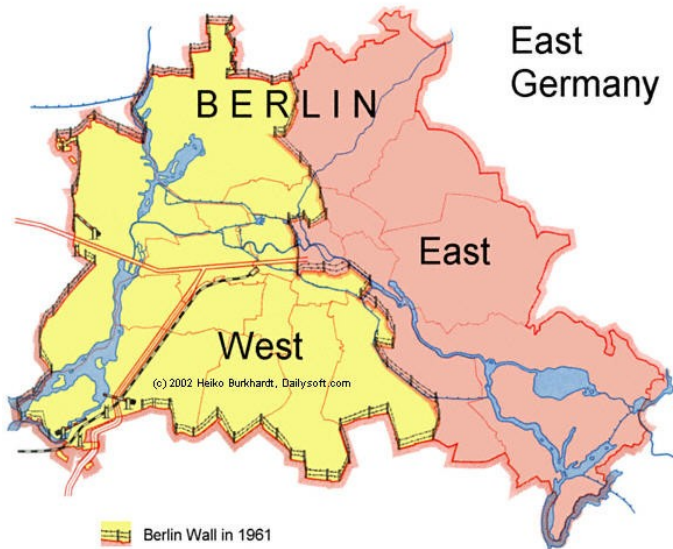 East
Germany
BERLIN
East
West
(c) 2002 Heiko Burkhardt, Dailysoft.com
Berlin Wall in 1961